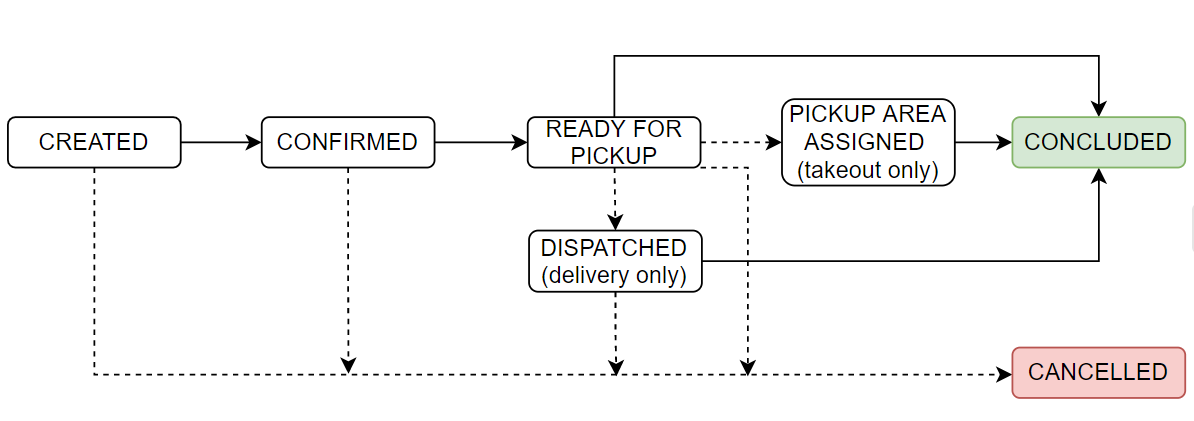 CREATED
CONFIRMED
READY FOR
PICKUP
PICKUP AREA
ASSIGNED
(takeout only)
CONCLUDED
DISPATCHED
(delivery only)
CANCELLED